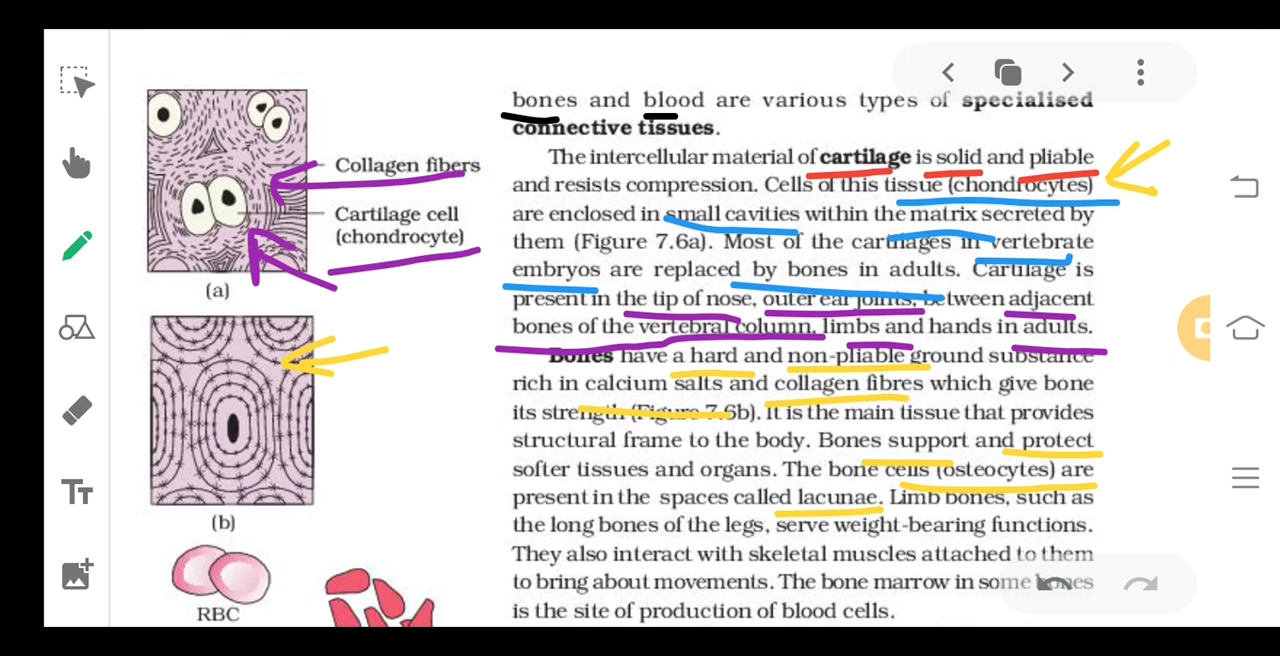 bones and blood are various types of specialised
connective tissues.
The intercellular material of cartilage is solid and pliable
and resists compression. Cells of this tissue (chondrocytes)
are enclosed in small cavities within the matrix secreted by
them (Figure 7.6a). Most of the cartilages in vertebrate
embryos are replaced by bones in adults. Cartilage is
present in the tip of nose, outer ear joints, between adjacent
bones of the vertebral column, limbs and hands in adults.
Bones have a hard and non-pliable ground substance
rich in calcium salts and collagen fibres which give bone
its strength (Figure 7.6b). It is the main tissue that provides
structural frame to the body. Bones support and protect
softer tissues and organs. The bone cells (osteocytes) are
present in the spaces called lacunae. Limb bones, such as
the long bones of the legs, serve weight-bearing functions.
They also interact with skeletal muscles attached to them
to bring about movements. The bone marrow in some bones
is the site of production of blood cells.
Collagen fibers
Cartilage cell
(chondrocyte)
(a)
(b)
RBC
TT